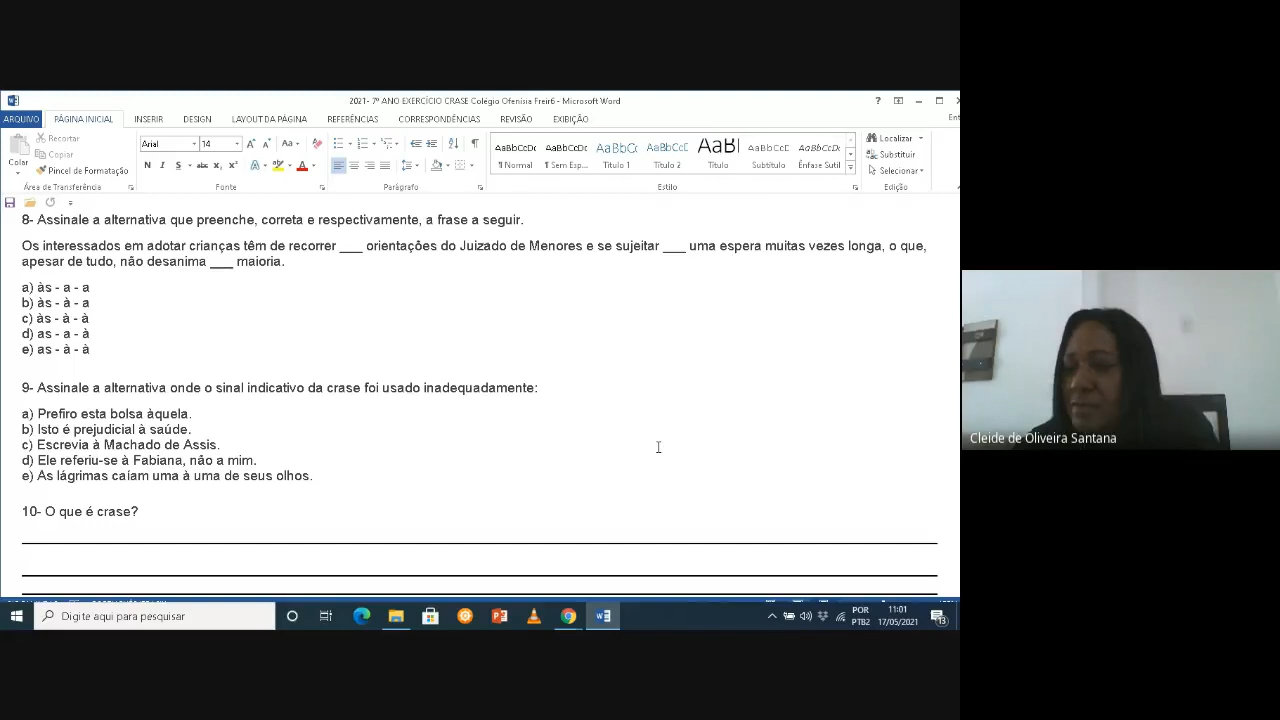 2021- 7º ANO EXERCÍCIO CRASE Colégio Ofenísia Freir6 - Microsoft Word
ARQUIVO PÁGINA INICIAL INSERIR DESIGN LAYOUT DA PÁGINA REFERÊNCIAS CORRESPONDÊNCIAS REVISÃO EXIBIÇÃO Ent
Colar
Recortar
Copiar
Pincel de Formatação
Área de Transferência
Arial 14
Fonte
Parágrafo
AaBbCcDc AaBbCcDc AaBbC( AaBbCcC AaBl AaBbCcD AaBbCcDc
¶ Normal ¶ Sem Esp... Título 1 Título 2 Título Subtítulo Ênfase Sutil
Estilo
Localizar
Substituir
Selecionar
Edição
8- Assinale a alternativa que preenche, correta e respectivamente, a frase a seguir.
Os interessados em adotar crianças têm de recorrer ___ orientações do Juizado de Menores e se sujeitar ___ uma espera muitas vezes longa, o que,
apesar de tudo, não desanima ___ maioria.
a) às - a - a
b) às - à - a
c) às - à - à
d) as - a - à
e) as - à - à
9- Assinale a alternativa onde o sinal indicativo da crase foi usado inadequadamente:
a) Prefiro esta bolsa àquela.
b) Isto é prejudicial à saúde.
c) Escrevia à Machado de Assis.
d) Ele referiu-se à Fabiana, não a mim.
e) As lágrimas caíam uma à uma de seus olhos.
10- O que é crase?
Digite aqui para pesquisar
POR
PTB2
11:01
17/05/2021
13
Cleide de Oliveira Santana